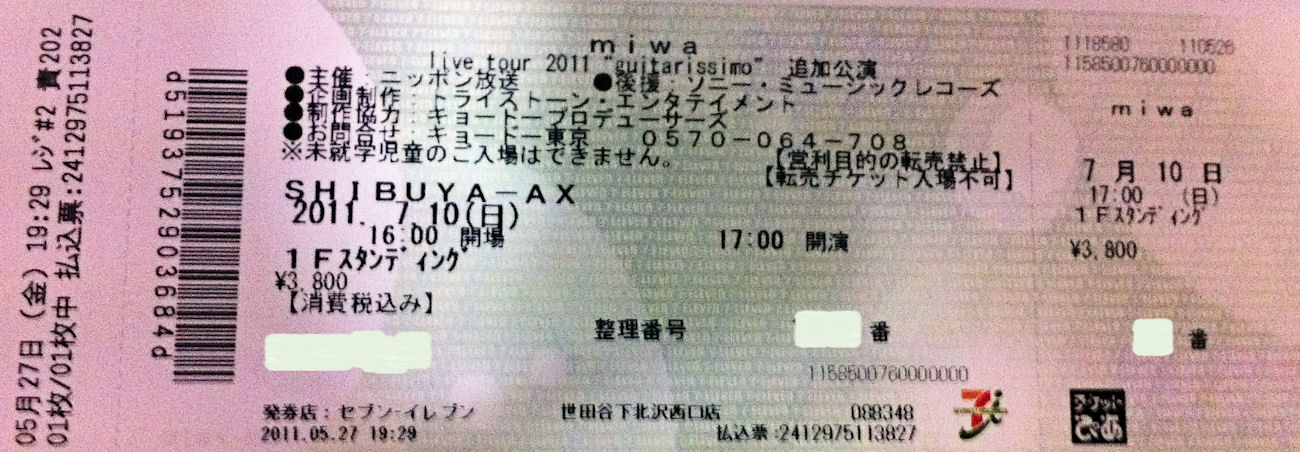 05月27日(金) 19:29 レジ#2 責202
01枚/01枚中 払込票:2412975113827
d5193752903684d
miwa
live tour 2011 "guitarissimo" 追加公演
●主催:ニッポン放送 ●後援:ソニー・ミュージックレコーズ
●企画制作:トライストーン・エンタテイメント
●制作協力:キョードープロデューサーズ
●お問合せ:キョードー東京 0570-064-708
※未就学児童のご入場はできません。
【営利目的の転売禁止】
【転売チケット入場不可】
SHIBUYA-AX
2011. 7.10(日)
16:00 開場 17:00 開演
1Fスタンディング
¥3,800
【消費税込み】
整理番号 番
1158500760000000
発券店:セブン-イレブン 世田谷下北沢西口店 088348
2011.05.27 19:29 払込票:2412975113827
1118580 110526
1158500760000000
miwa
7月10日
17:00 (日)
1Fスタンディング
¥3,800
番
チケットぴあ